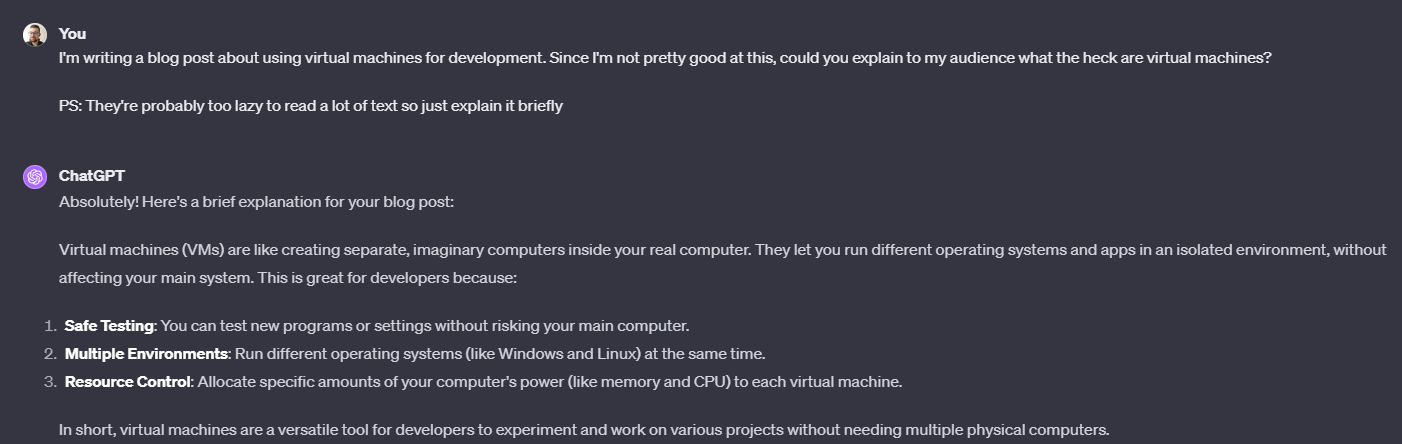 You
I'm writing a blog post about using virtual machines for development. Since I'm not pretty good at this, could you explain to my audience what the heck are virtual machines?
PS: They're probably too lazy to read a lot of text so just explain it briefly
ChatGPT
Absolutely! Here's a brief explanation for your blog post:
Virtual machines (VMs) are like creating separate, imaginary computers inside your real computer. They let you run different operating systems and apps in an isolated environment, without
affecting your main system. This is great for developers because:
1. Safe Testing: You can test new programs or settings without risking your main computer.
2. Multiple Environments: Run different operating systems (like Windows and Linux) at the same time.
3. Resource Control: Allocate specific amounts of your computer's power (like memory and CPU) to each virtual machine.
In short, virtual machines are a versatile tool for developers to experiment and work on various projects without needing multiple physical computers.